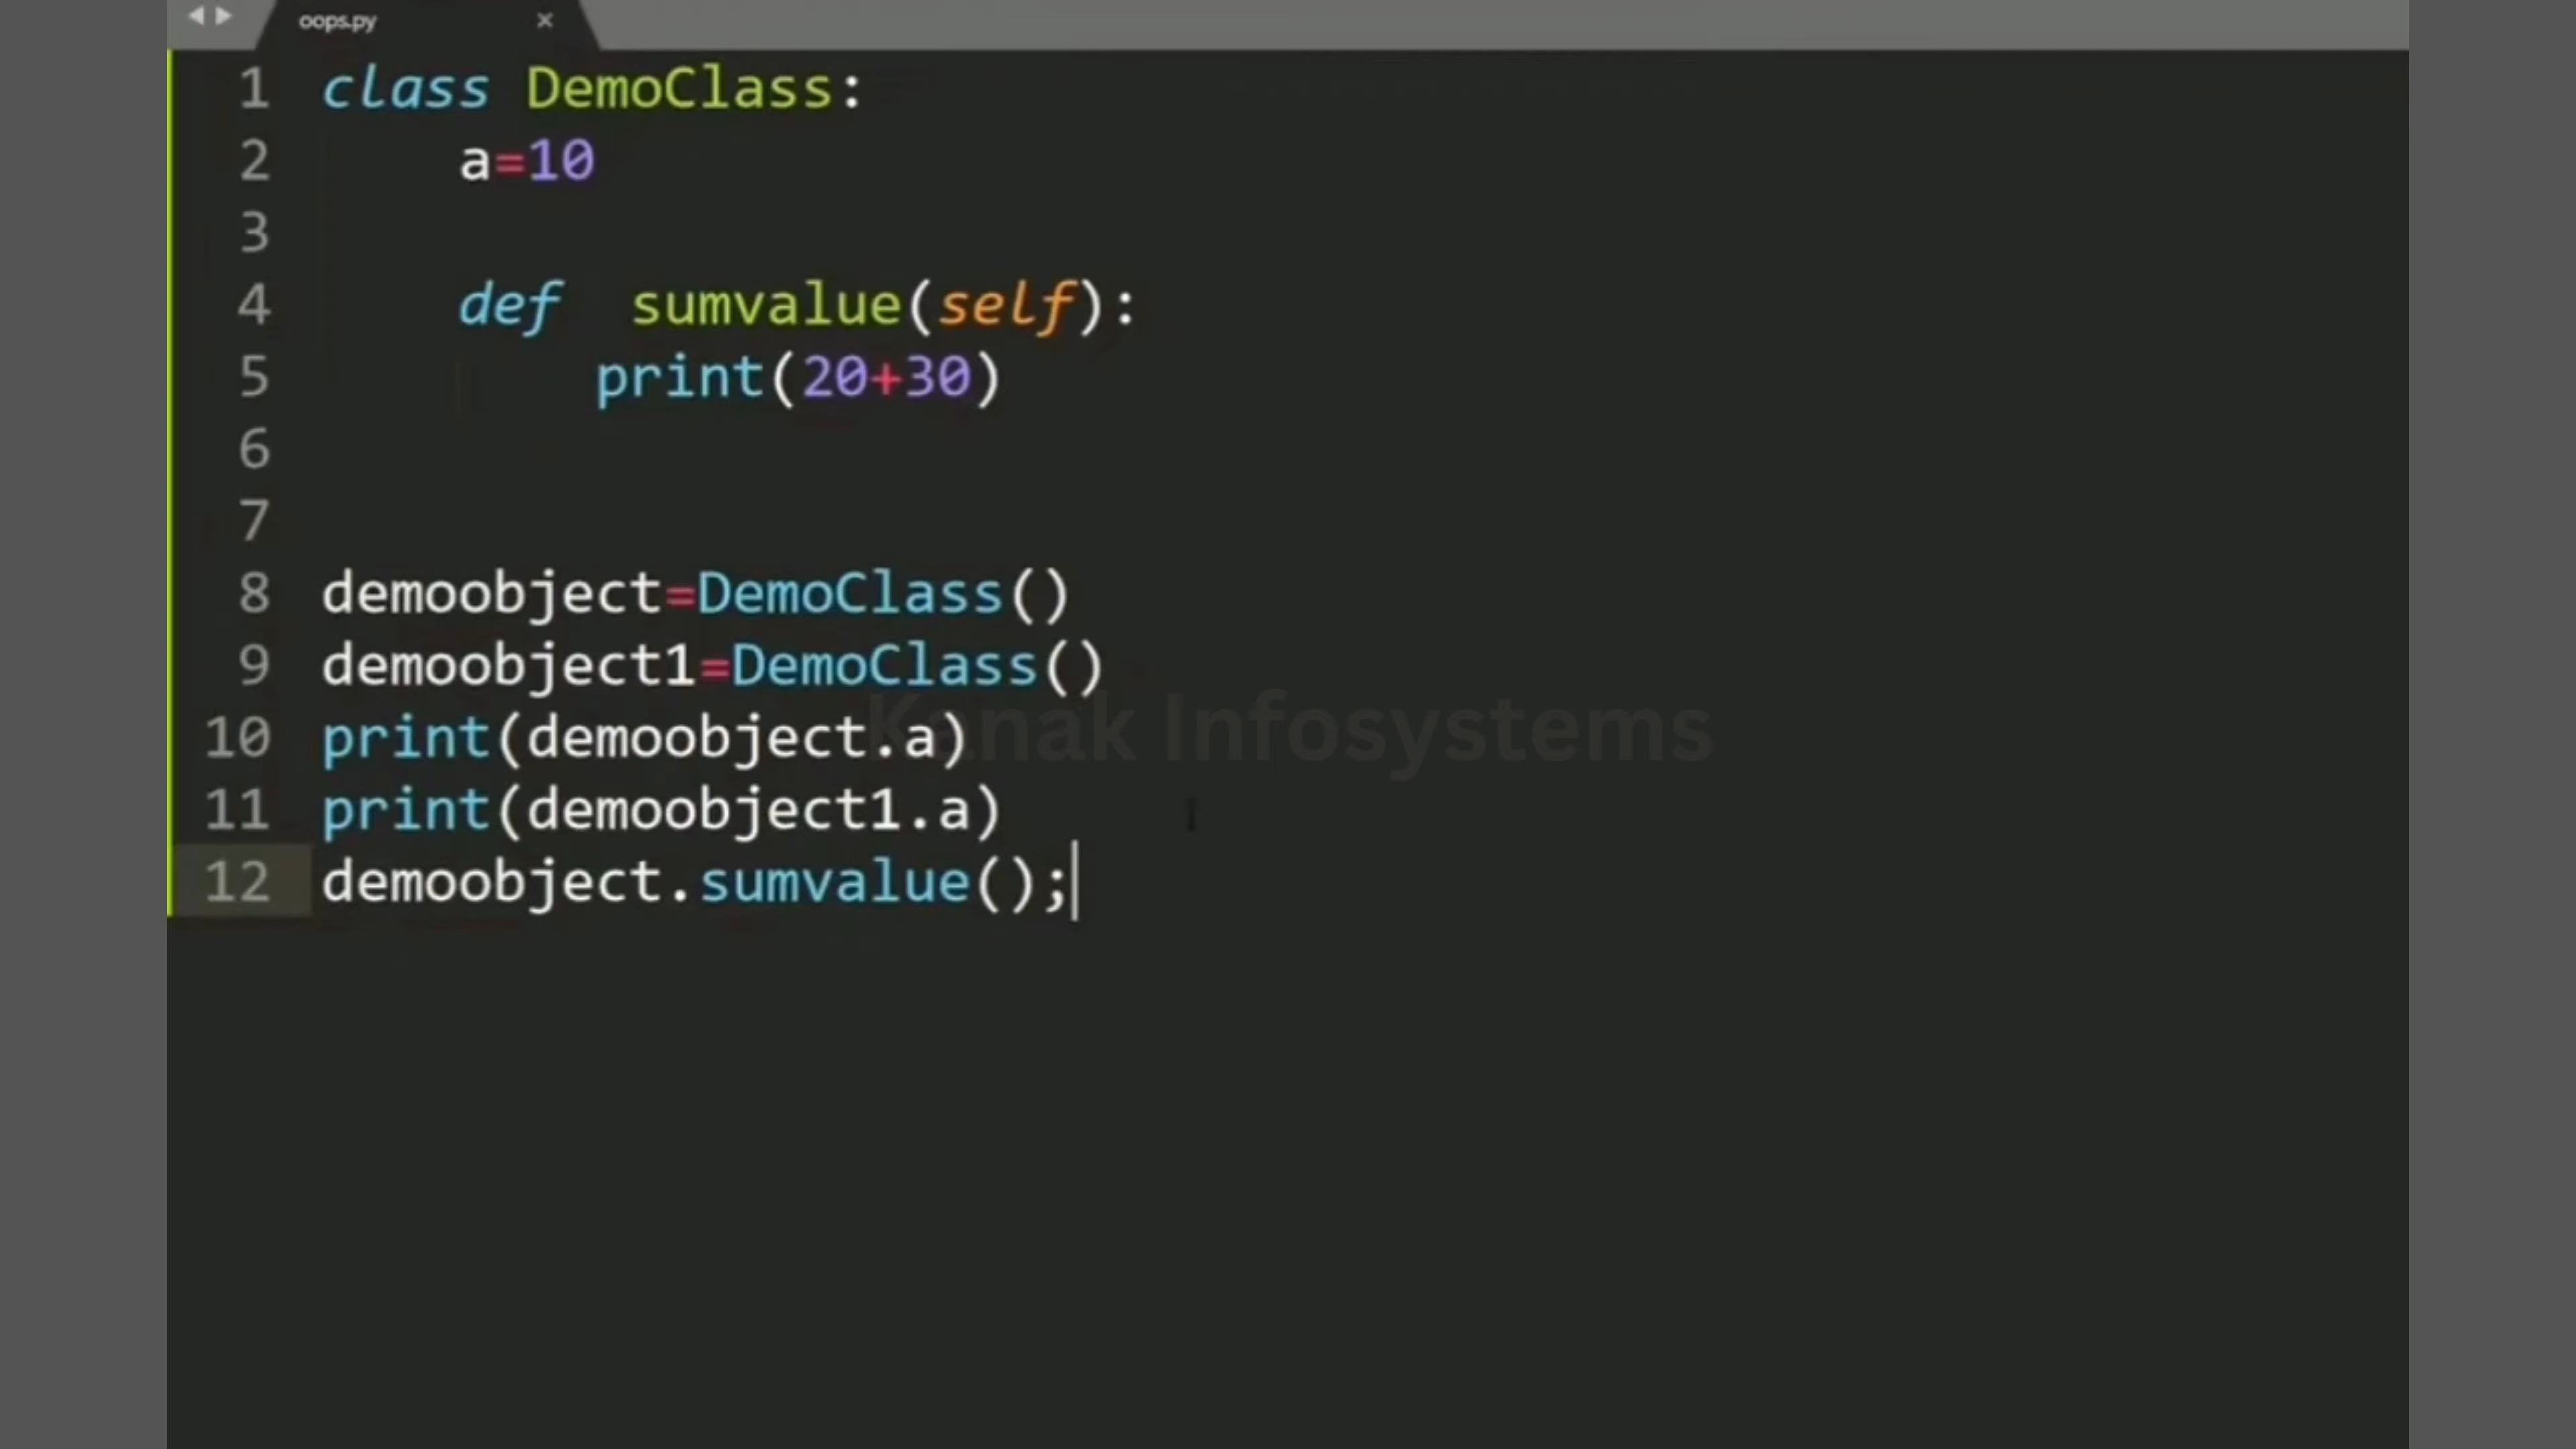 oops.py
1 class DemoClass:
2     a=10
3
4     def  sumvalue(self):
5         print(20+30)
6
7
8 demoobject=DemoClass()
9 demoobject1=DemoClass()
10 print(demoobject.a)
11 print(demoobject1.a)
12 demoobject.sumvalue();
Kanak Infosystems